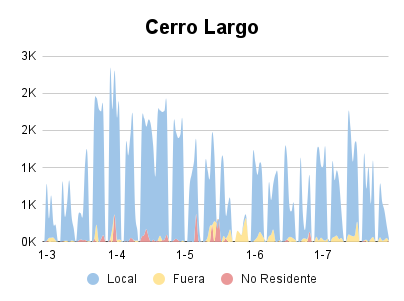 Cerro Largo
3K
2K
2K
1K
1K
0K
1-3 1-4 1-5 1-6 1-7
Local Fuera No Residente